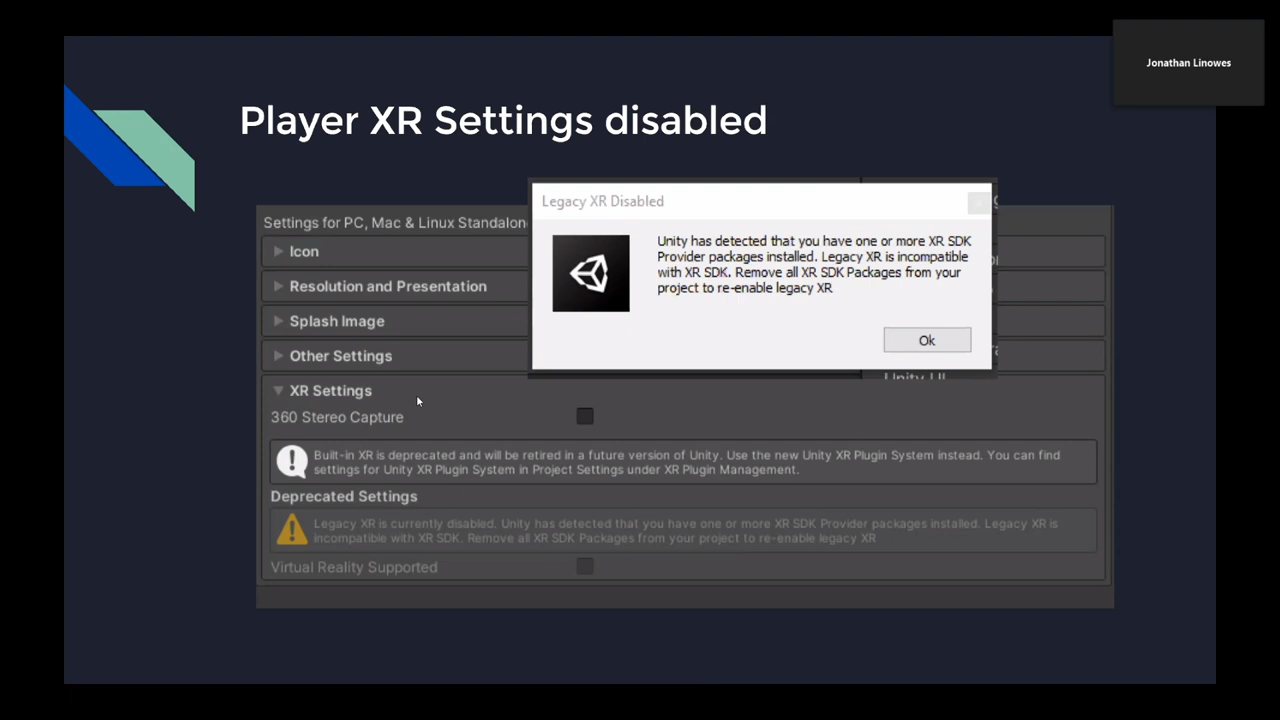 Jonathan Linowes
Player XR Settings disabled
Legacy XR Disabled
Unity has detected that you have one or more XR SDK
Provider packages installed. Legacy XR is incompatible
with XR SDK. Remove all XR SDK Packages from your
project to re-enable legacy XR
Ok
Settings for PC, Mac & Linux Standalon
Icon
Resolution and Presentation
Splash Image
Other Settings
Unity UI
XR Settings
360 Stereo Capture
Built-in XR is deprecated and will be retired in a future version of Unity. Use the new Unity XR Plugin System instead. You can find
settings for Unity XR Plugin System in Project Settings under XR Plugin Management.
Deprecated Settings
Legacy XR is currently disabled. Unity has detected that you have one or more XR SDK Provider packages installed. Legacy XR is
incompatible with XR SDK. Remove all XR SDK Packages from your project to re-enable legacy XR
Virtual Reality Supported